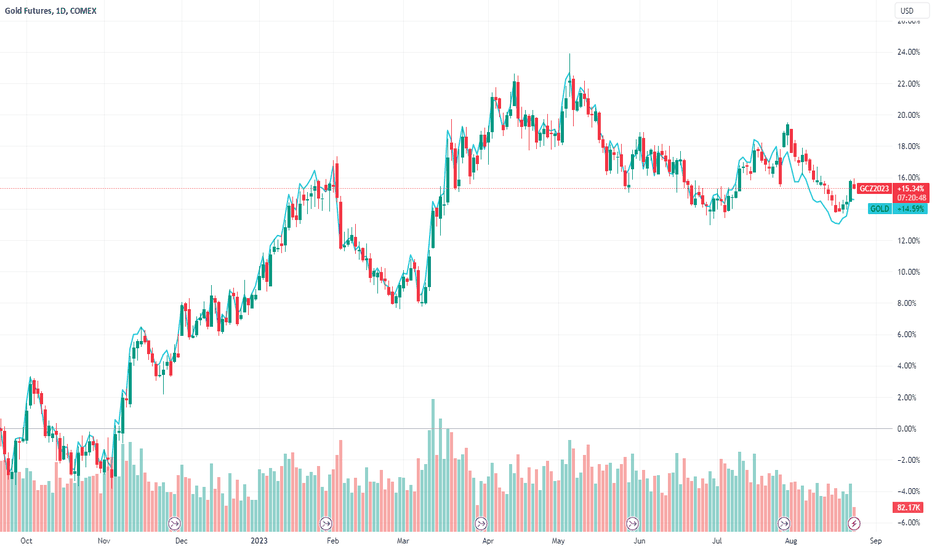 Gold Futures, 1D, COMEX
USD
26.00%
24.00%
22.00%
20.00%
18.00%
16.00%
GCZ2023 +15.34%
07:20:48
GOLD +14.59%
12.00%
10.00%
8.00%
6.00%
4.00%
2.00%
0.00%
−2.00%
−4.00%
82.17K
−6.00%
Oct Nov Dec 2023 Feb Mar Apr May Jun Jul Aug Sep